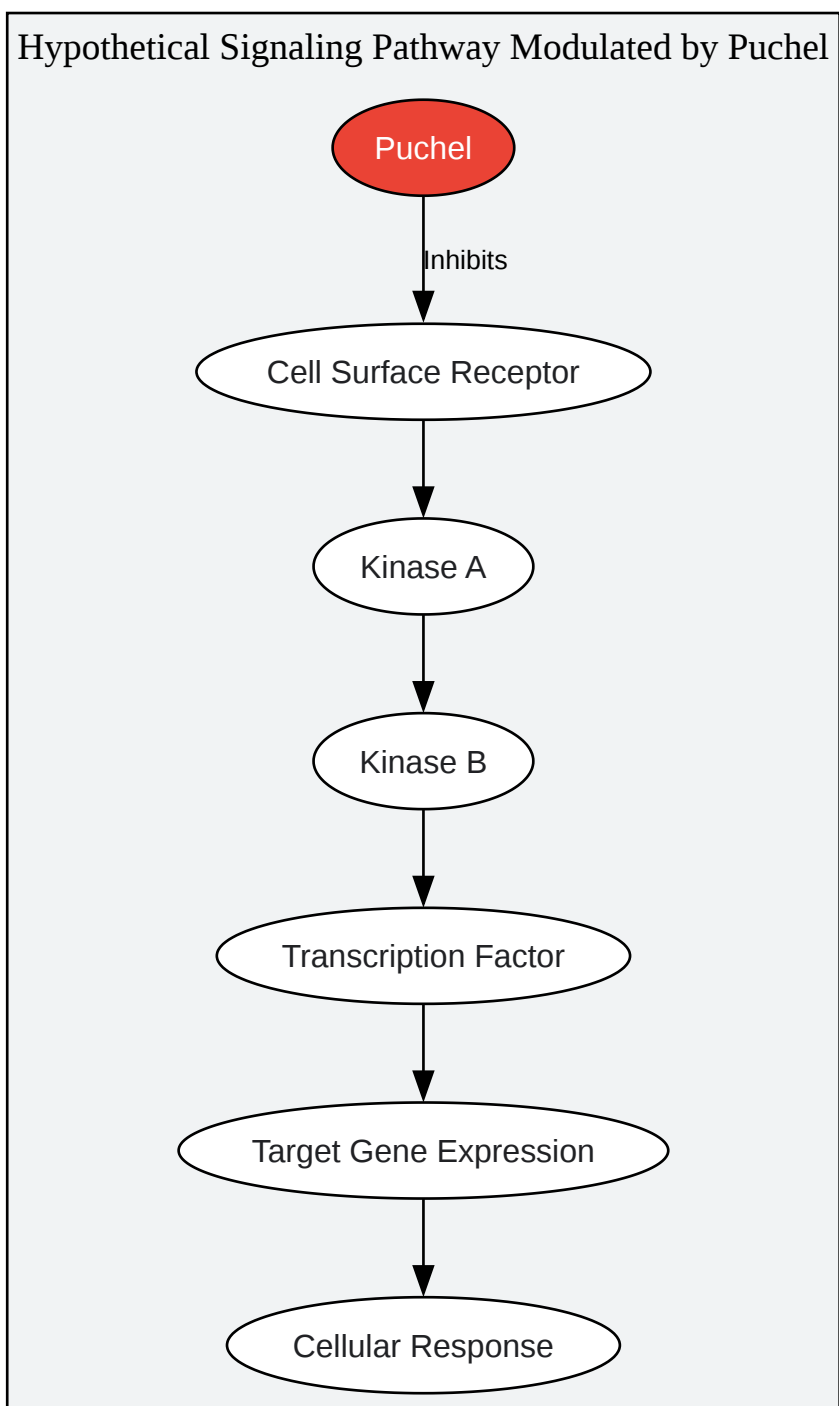 Hypothetical Signaling Pathway Modulated by Puchel
Puchel
Inhibits
Cell Surface Receptor
Kinase A
Kinase B
Transcription Factor
Target Gene Expression
Cellular Response